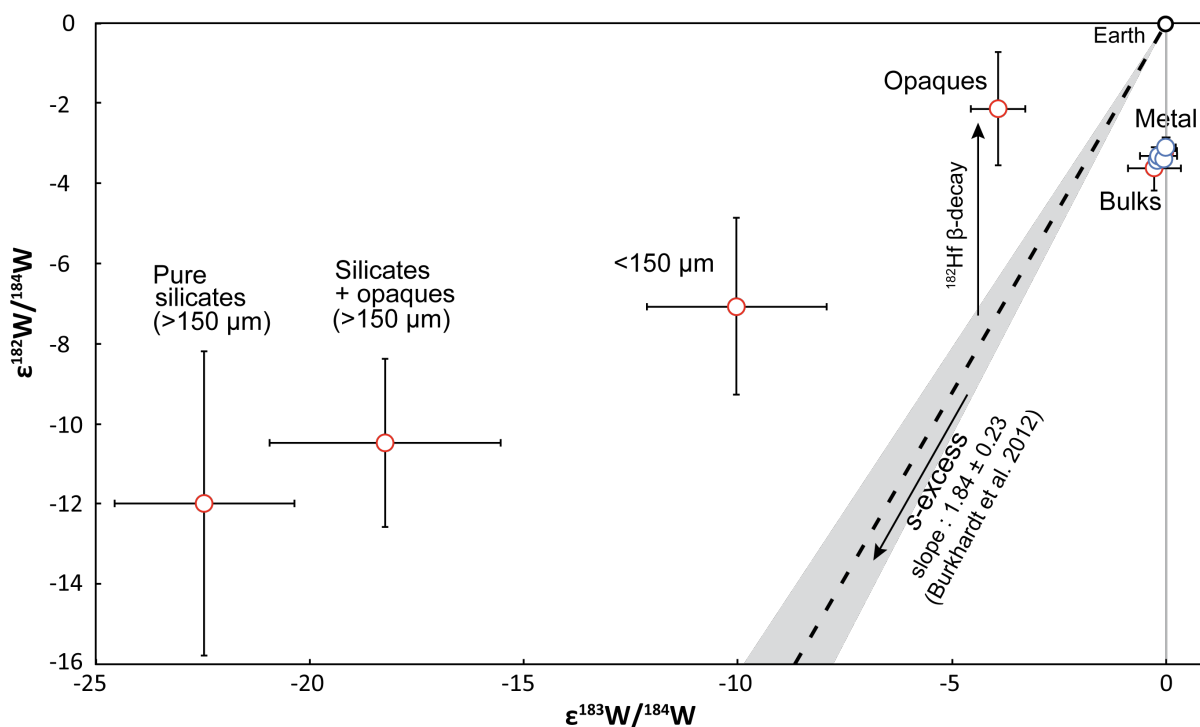 0
Earth
Opaques
-2
Metal
-4
Bulks
¹⁸²Hf β-decay
-6
<150 µm
Pure
silicates
(>150 µm)
Silicates
+ opaques
(>150 µm)
ε¹⁸²W/¹⁸⁴W
-8
-10
s-excess
slope : 1.84 ± 0.23
(Burkhardt et al. 2012)
-12
-14
-16
-25
-20
-15
-10
-5
0
ε¹⁸³W/¹⁸⁴W